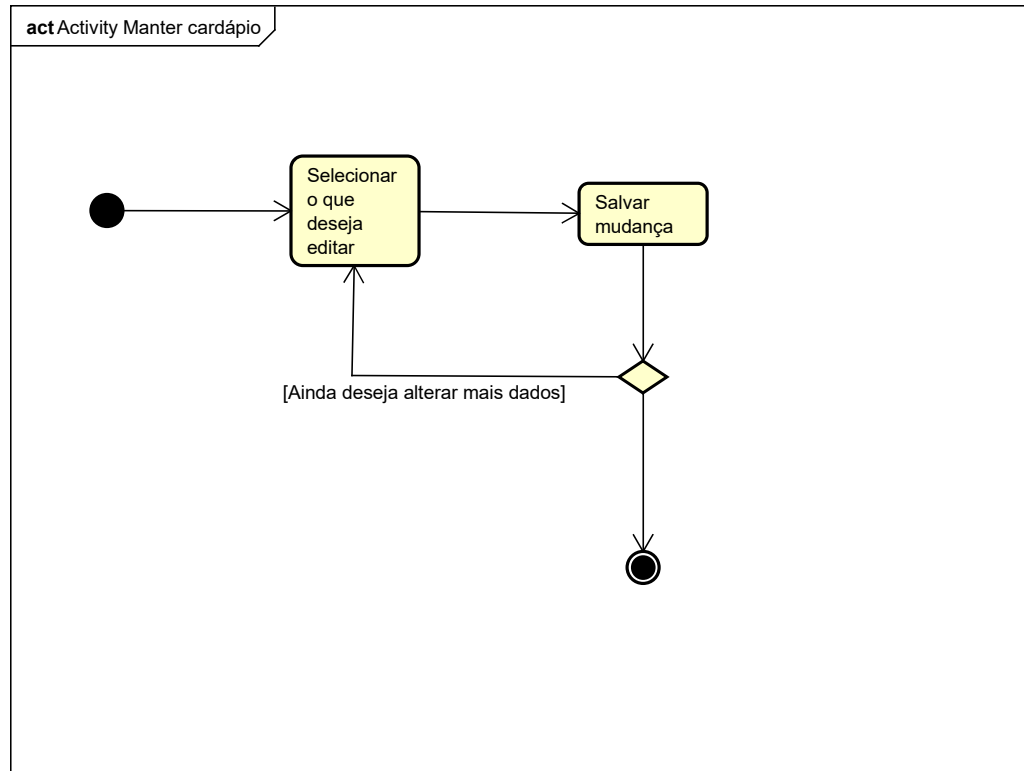 act Activity Manter cardápio
Selecionar
o que
deseja
editar
Salvar
mudança
[Ainda deseja alterar mais dados]